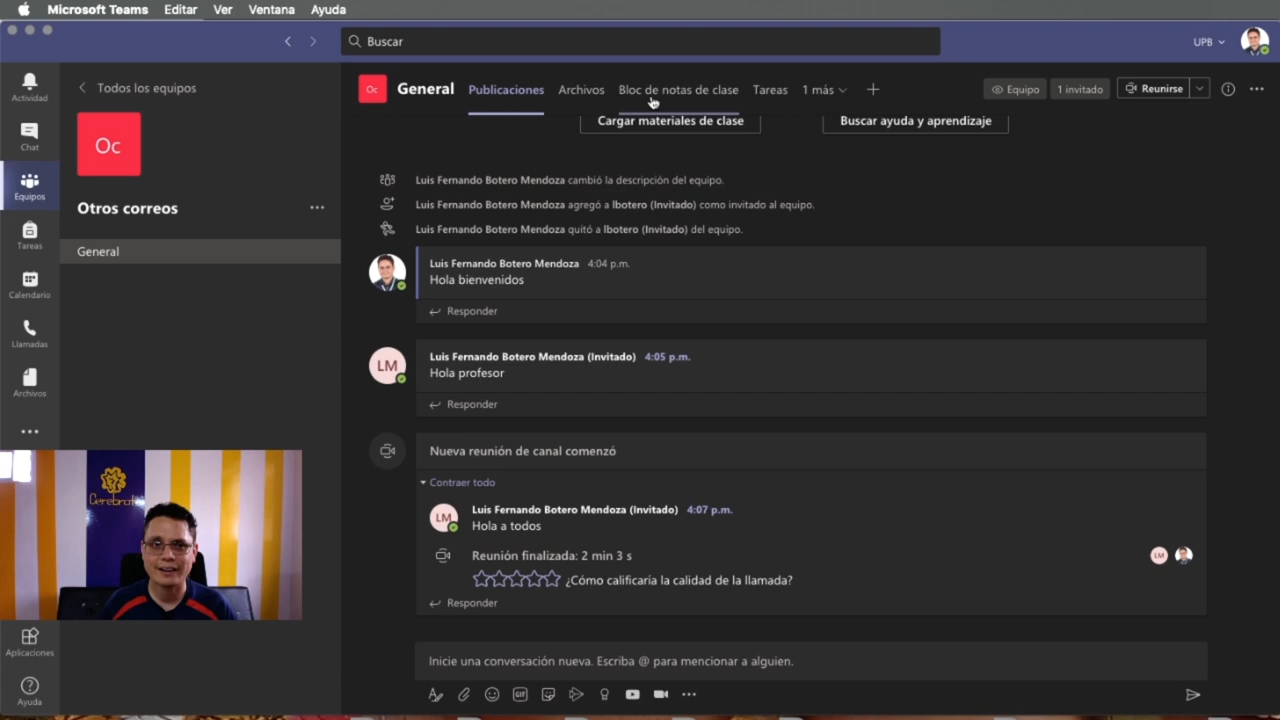 Microsoft Teams Editar Ver Ventana Ayuda
Buscar
UPB
Actividad
Chat
Equipos
Tareas
Calendario
Llamadas
Archivos
Aplicaciones
Ayuda
Todos los equipos
Oc
Otros correos
General
Oc General Publicaciones Archivos Bloc de notas de clase Tareas 1 más
Equipo 1 invitado Reunirse
Cargar materiales de clase Buscar ayuda y aprendizaje
Luis Fernando Botero Mendoza cambió la descripción del equipo.
Luis Fernando Botero Mendoza agregó a lbotero (Invitado) como invitado al equipo.
Luis Fernando Botero Mendoza quitó a lbotero (Invitado) del equipo.
Luis Fernando Botero Mendoza 4:04 p.m.
Hola bienvenidos
Responder
LM
Luis Fernando Botero Mendoza (Invitado) 4:05 p.m.
Hola profesor
Responder
Nueva reunión de canal comenzó
Contraer todo
LM
Luis Fernando Botero Mendoza (Invitado) 4:07 p.m.
Hola a todos
Reunión finalizada: 2 min 3 s
LM
¿Cómo calificaría la calidad de la llamada?
Responder
Inicie una conversación nueva. Escriba @ para mencionar a alguien.
GIF